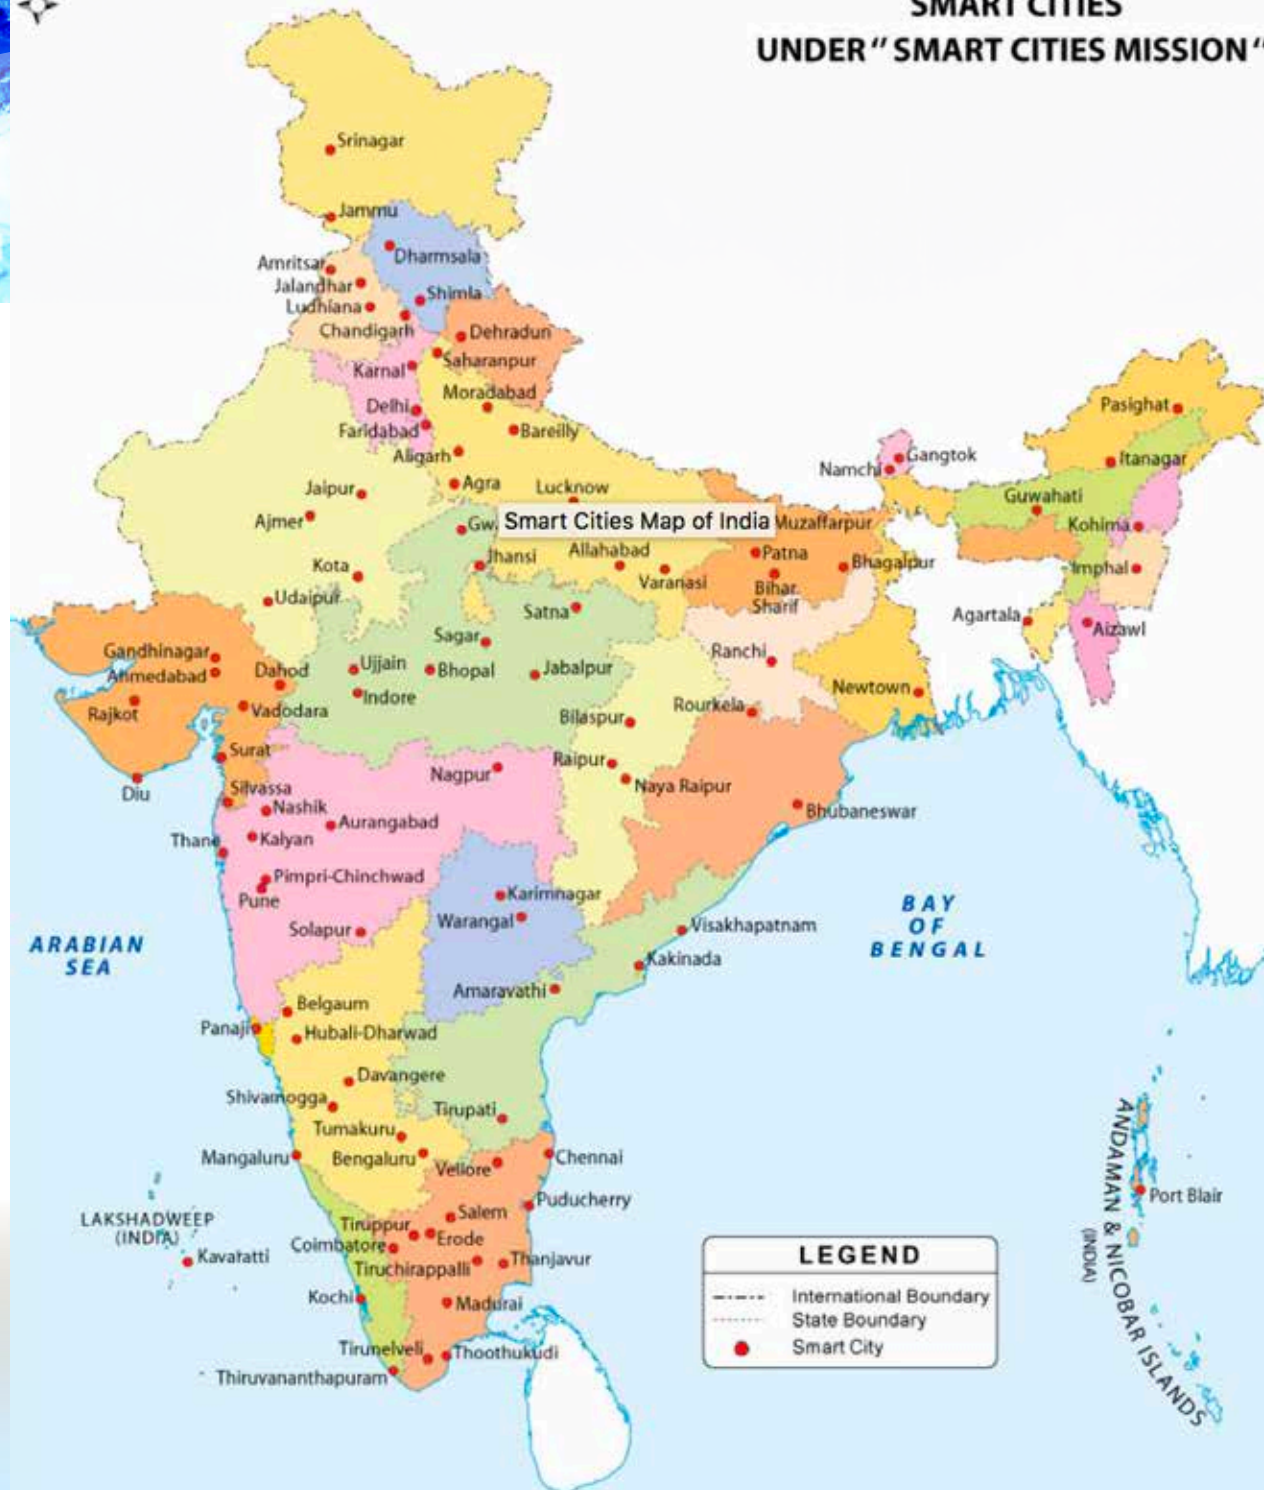 SMART CITIES
UNDER "SMART CITIES MISSION"
Srinagar
Jammu
Dharmsala
Amritsar
Jalandhar
Shimla
Ludhiana
Chandigarh
Dehradun
Saharanpur
Karnal
Moradabad
Delhi
Pasighat
Faridabad
Bareilly
Aligarh
Gangtok
Itanagar
Namchi
Agra
Lucknow
Jaipur
Guwahati
Ajmer
Gw
Smart Cities Map of India
Muzaffarpur
Kohima
Jhansi
Allahabad
Patna
Bhagalpur
Kota
Varanasi
Bihar
Sharif
Imphal
Udaipur
Satna
Agartala
Aizawl
Sagar
Gandhinagar
Ranchi
Ahmedabad
Dahod
Ujjain
Bhopal
Jabalpur
Newtown
Indore
Rajkot
Vadodara
Rourkela
Bilaspur
Surat
Raipur
Nagpur
Naya Raipur
Diu
Silvassa
Nashik
Bhubaneswar
Aurangabad
Thane
Kalyan
Pimpri-Chinchwad
Pune
Karimnagar
Warangal
Solapur
Visakhapatnam
BAY
OF
BENGAL
ARABIAN
SEA
Kakinada
Amaravathi
Belgaum
Panaji
Hubali-Dharwad
Davangere
Shivamogga
Tirupati
Tumakuru
Mangaluru
Bengaluru
Vellore
Chennai
Puducherry
Port Blair
ANDAMAN & NICOBAR ISLANDS
(INDIA)
LAKSHADWEEP
(INDIA)
Kavaratti
Salem
Tiruppur
Erode
Coimbatore
Thanjavur
Tiruchirappalli
Kochi
Madurai
Tirunelveli
Thoothukudi
Thiruvananthapuram
LEGEND
International Boundary
State Boundary
Smart City